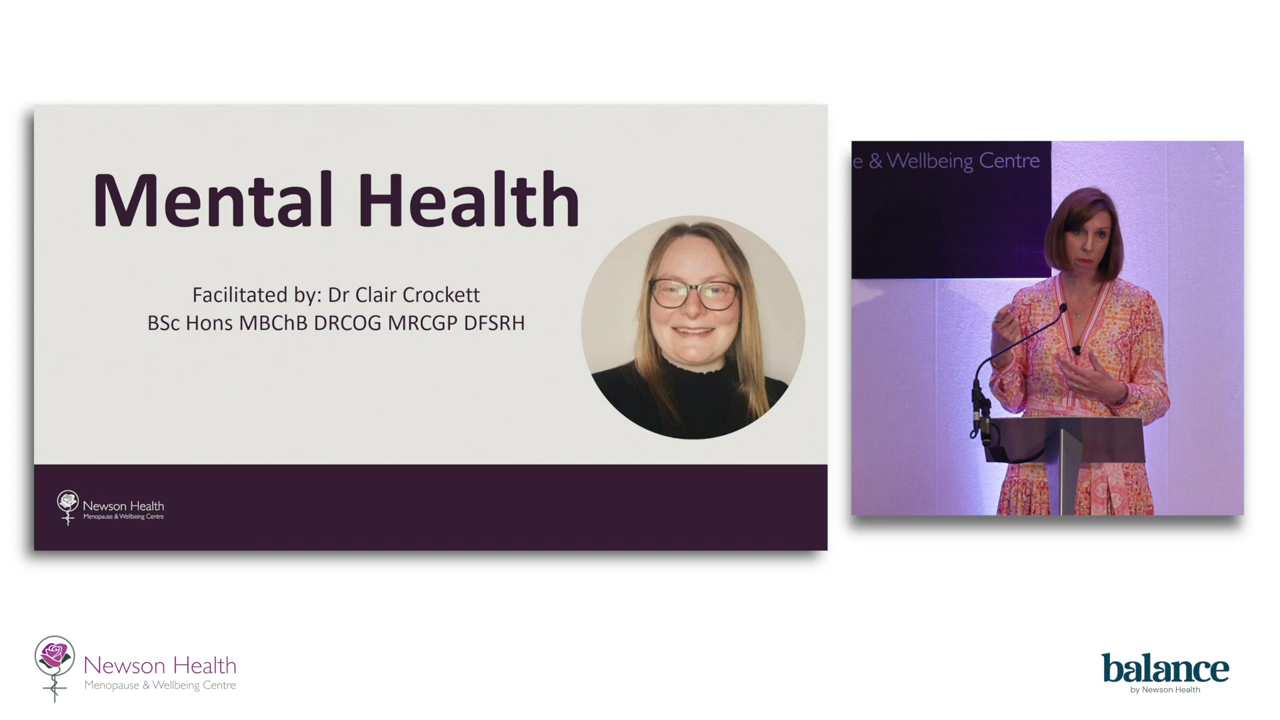 Mental Health
Facilitated by: Dr Clair Crockett
BSc Hons MBChB DRCOG MRCGP DFSRH
Newson Health
Menopause & Wellbeing Centre
e & Wellbeing Centre
Newson Health
Menopause & Wellbeing Centre
balance
by Newson Health